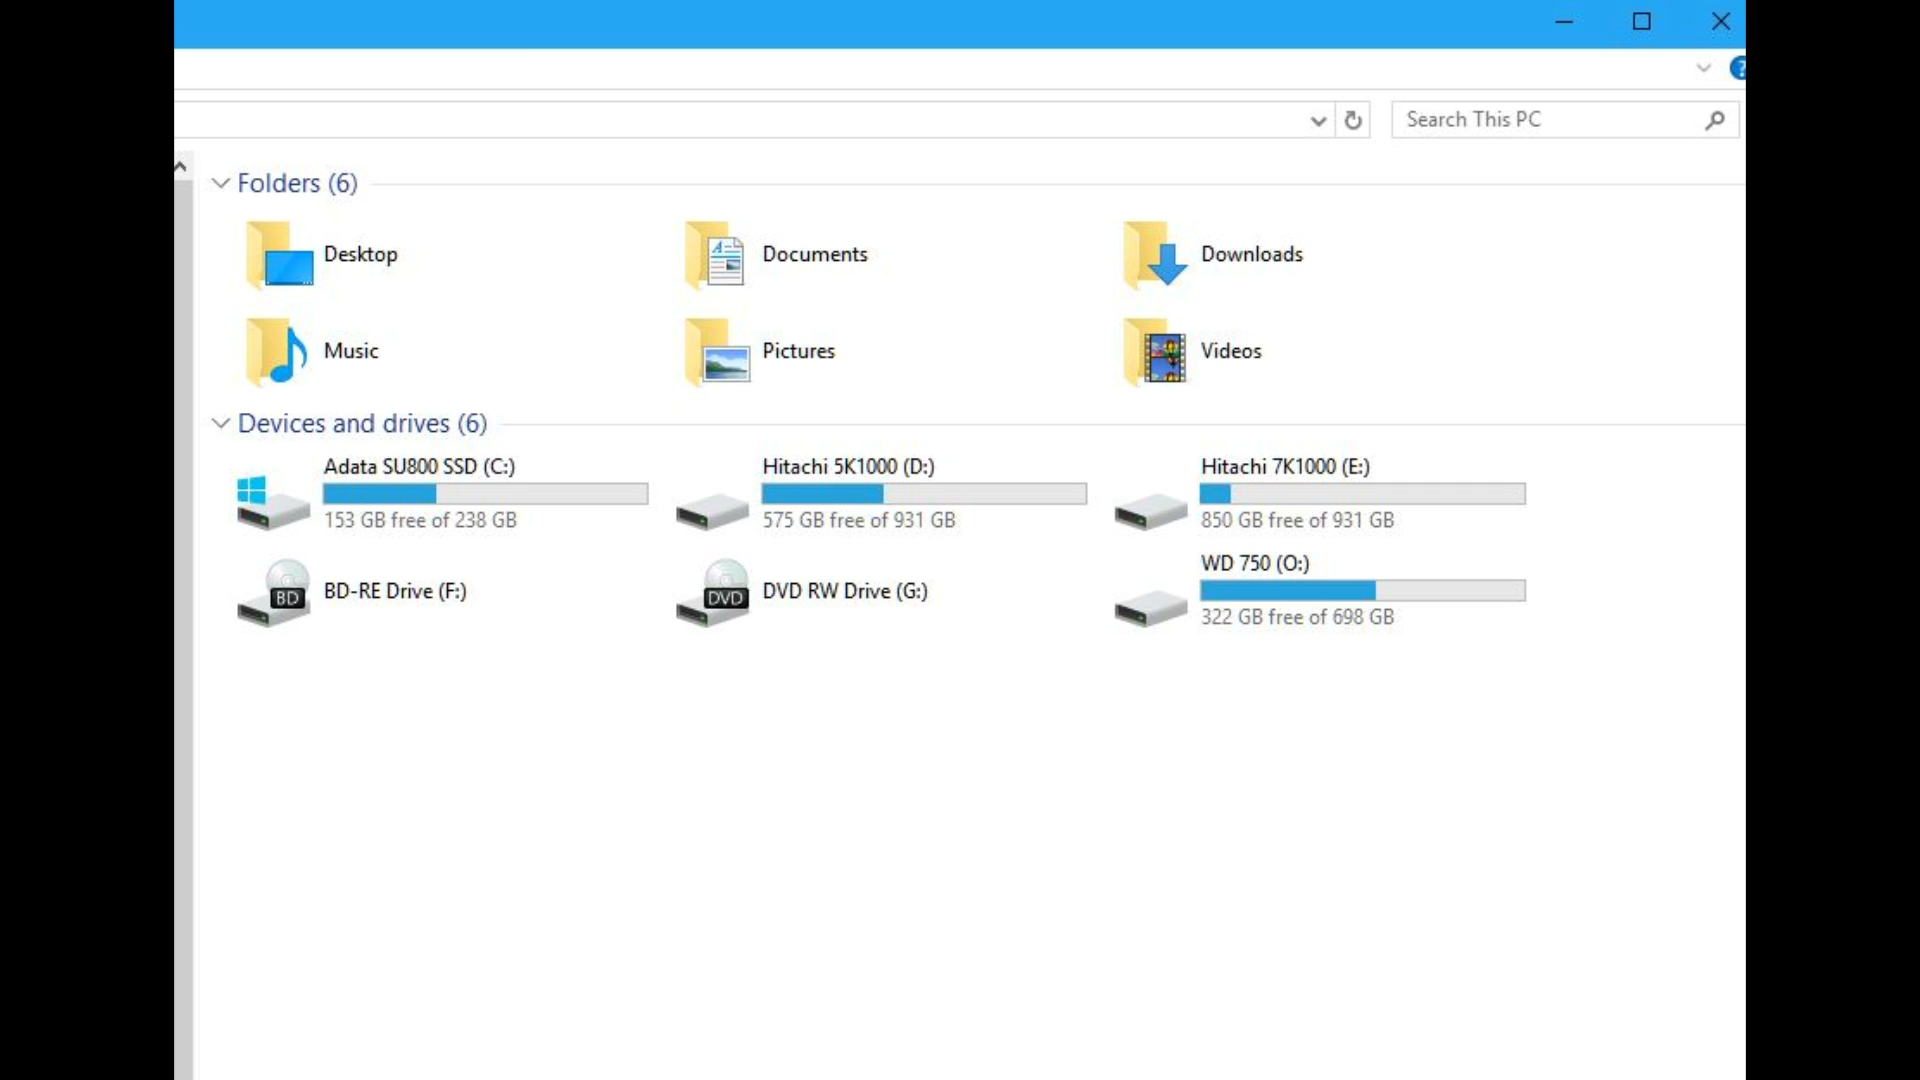 Search This PC
Folders (6)
Desktop
Documents
Downloads
Music
Pictures
Videos
Devices and drives (6)
Adata SU800 SSD (C:)
153 GB free of 238 GB
Hitachi 5K1000 (D:)
575 GB free of 931 GB
Hitachi 7K1000 (E:)
850 GB free of 931 GB
BD
BD-RE Drive (F:)
DVD
DVD RW Drive (G:)
WD 750 (O:)
322 GB free of 698 GB